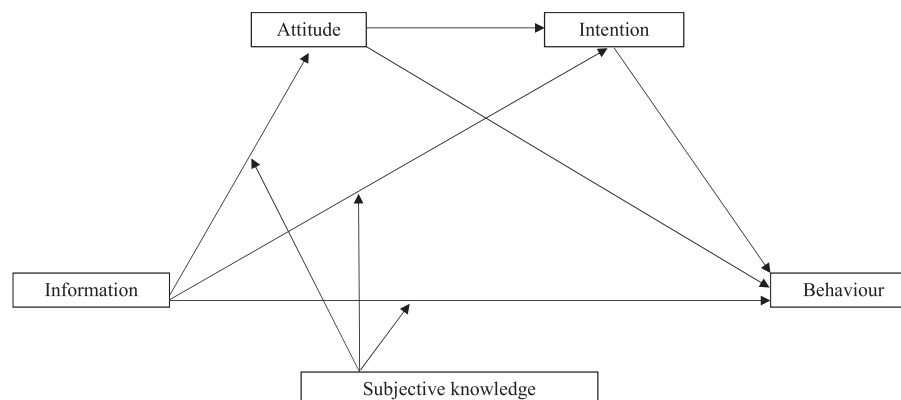 Attitude
Intention
Information
Behaviour
Subjective knowledge